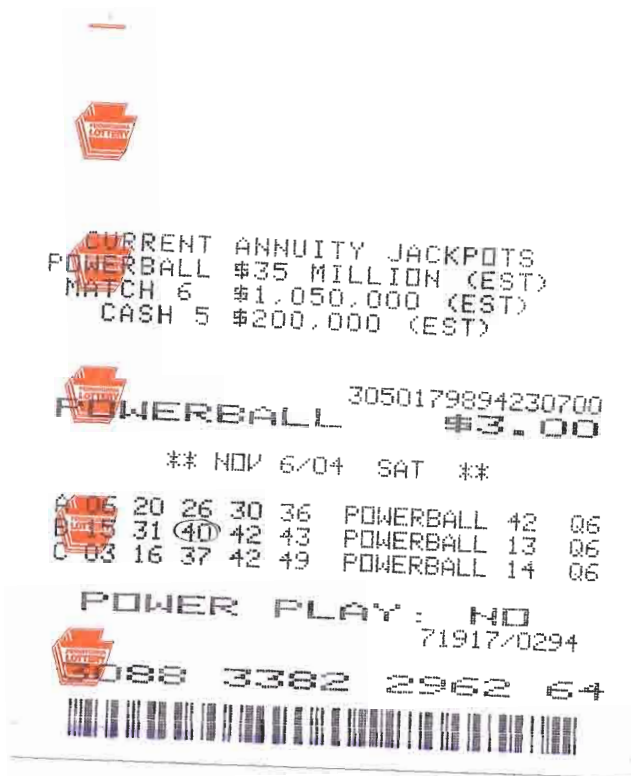 PENNSYLVANIA
LOTTERY
CURRENT ANNUITY JACKPOTS
POWERBALL $35 MILLION (EST)
MATCH 6 $1,050,000 (EST)
CASH 5 $200,000 (EST)
3050179894230700
POWERBALL $3.00
** NOV 6/04 SAT **
A 06 20 26 30 36 POWERBALL 42 Q6
B 15 31 40 42 43 POWERBALL 13 Q6
C 03 16 37 42 49 POWERBALL 14 Q6
POWER PLAY: NO
71917/0294
3088 3382 2962 64